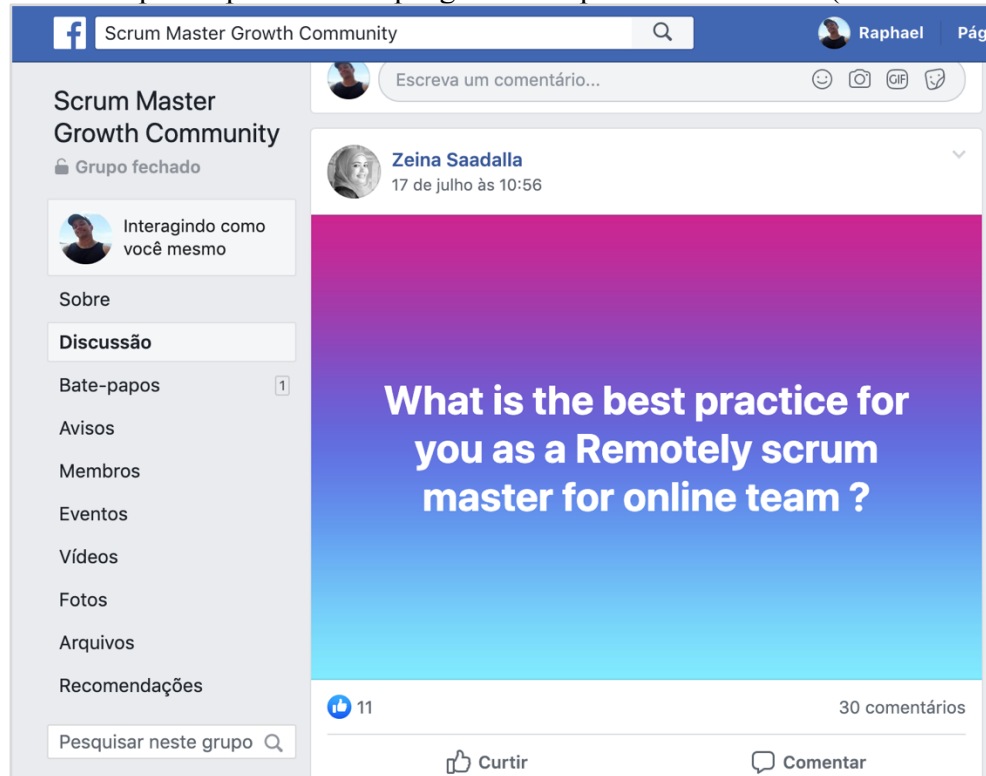 Scrum Master Growth Community
Raphael
Pág
Scrum Master
Growth Community
Grupo fechado
Interagindo como
você mesmo
Sobre
Discussão
Bate-papos 1
Avisos
Membros
Eventos
Vídeos
Fotos
Arquivos
Recomendações
Pesquisar neste grupo
Escreva um comentário...
GIF
Zeina Saadalla
17 de julho às 10:56
What is the best practice for
you as a Remotely scrum
master for online team ?
11 30 comentários
Curtir Comentar